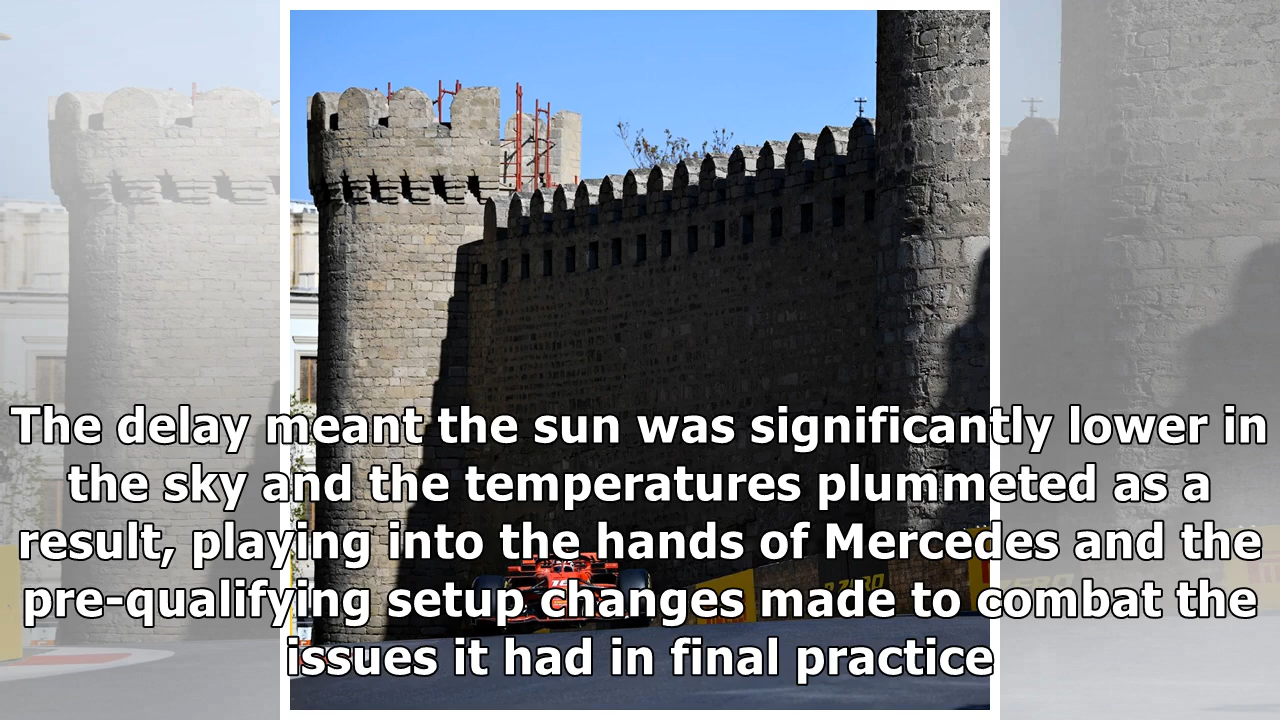 The delay meant the sun was significantly lower in
the sky and the temperatures plummeted as a
result, playing into the hands of Mercedes and the
pre-qualifying setup changes made to combat the
issues it had in final practice
P ZERO
ZERO